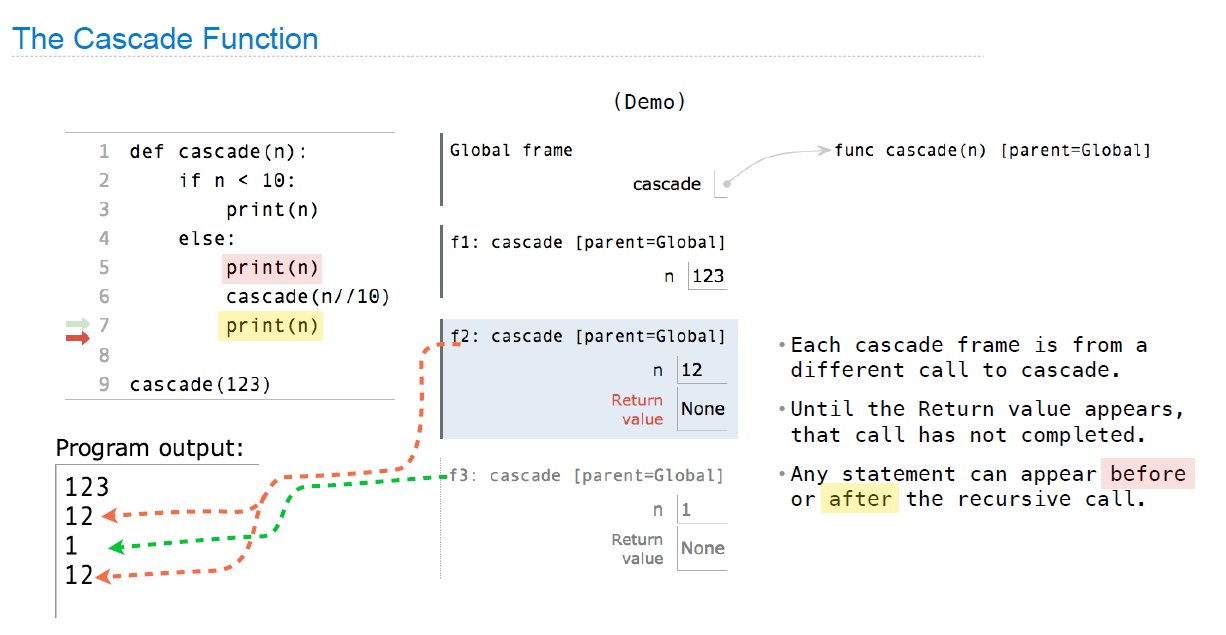 The Cascade Function
(Demo)
1 def cascade(n):
2 if n < 10:
3 print(n)
4 else:
5 print(n)
6 cascade(n//10)
7 print(n)
8
9 cascade(123)
Program output:
123
12
1
12
Global frame
cascade
func cascade(n) [parent=Global]
f1: cascade [parent=Global]
n 123
f2: cascade [parent=Global]
n 12
Return
value None
f3: cascade [parent=Global]
n 1
Return
value None
•Each cascade frame is from a
different call to cascade.
•Until the Return value appears,
that call has not completed.
•Any statement can appear before
or after the recursive call.